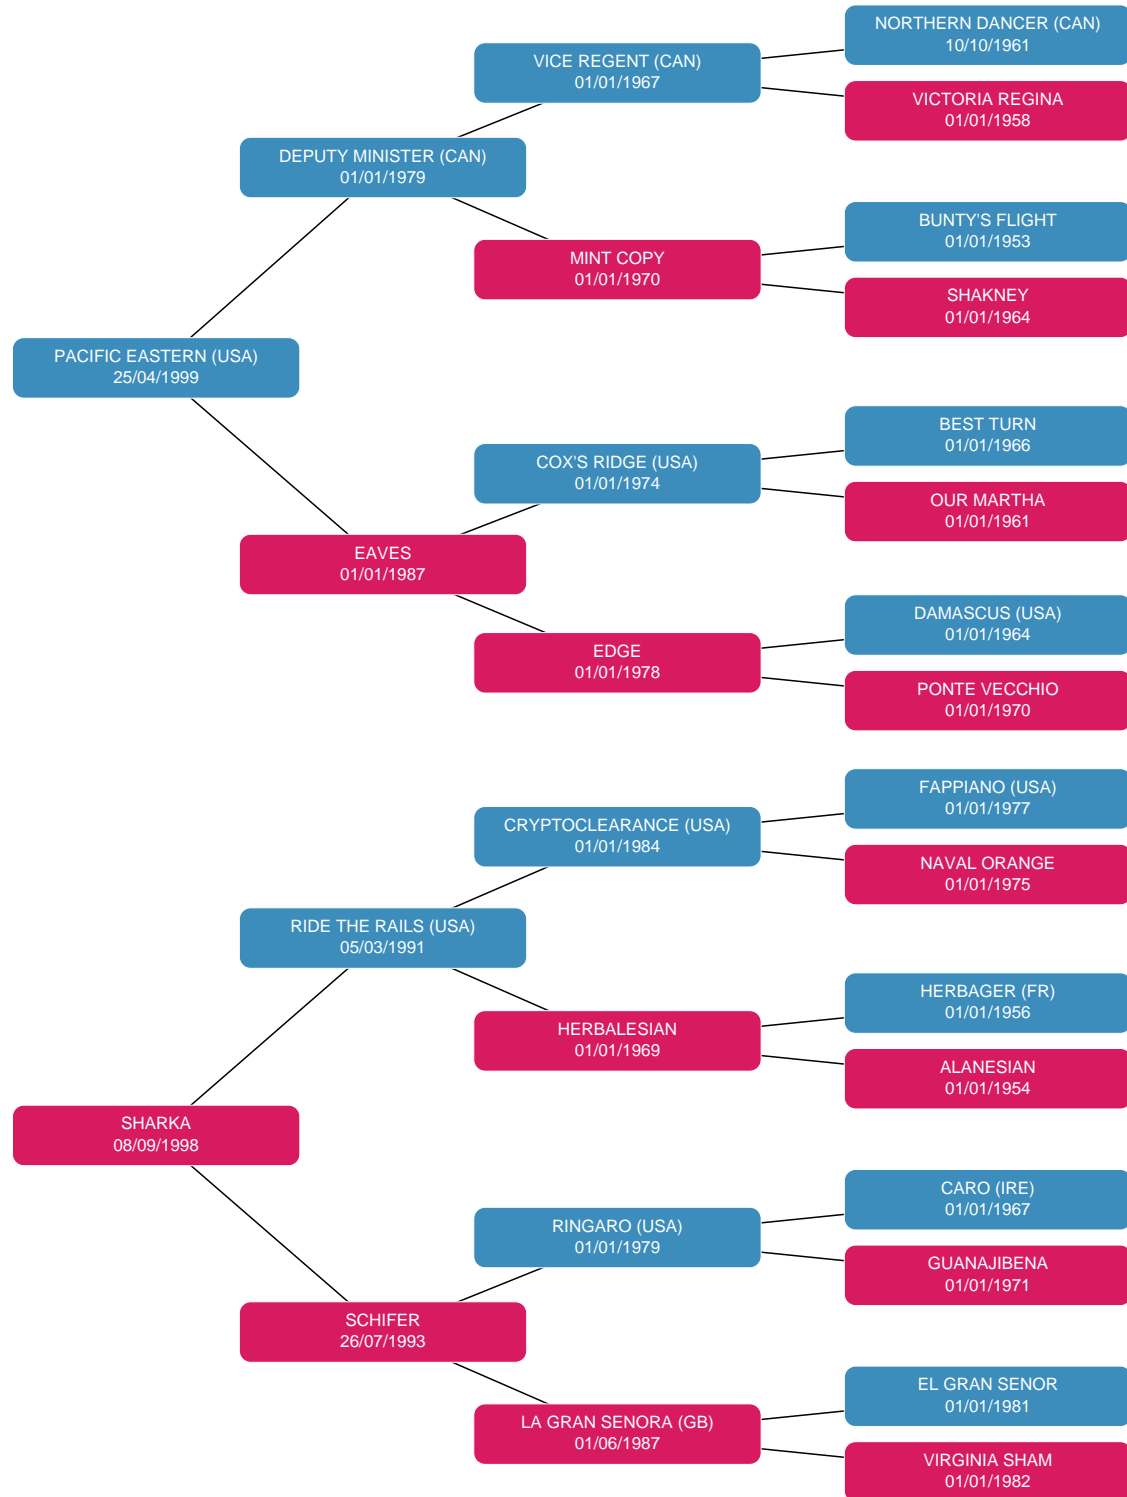 NORTHERN DANCER (CAN)
10/10/1961
VICE REGENT (CAN)
01/01/1967
VICTORIA REGINA
01/01/1958
DEPUTY MINISTER (CAN)
01/01/1979
BUNTY'S FLIGHT
01/01/1953
MINT COPY
01/01/1970
SHAKNEY
01/01/1964
PACIFIC EASTERN (USA)
25/04/1999
BEST TURN
01/01/1966
COX'S RIDGE (USA)
01/01/1974
OUR MARTHA
01/01/1961
EAVES
01/01/1987
DAMASCUS (USA)
01/01/1964
EDGE
01/01/1978
PONTE VECCHIO
01/01/1970
FAPPIANO (USA)
01/01/1977
CRYPTOCLEARANCE (USA)
01/01/1984
NAVAL ORANGE
01/01/1975
RIDE THE RAILS (USA)
05/03/1991
HERBAGER (FR)
01/01/1956
HERBALESIAN
01/01/1969
ALANESIAN
01/01/1954
SHARKA
08/09/1998
CARO (IRE)
01/01/1967
RINGARO (USA)
01/01/1979
GUANAJIBENA
01/01/1971
SCHIFER
26/07/1993
EL GRAN SENOR
01/01/1981
LA GRAN SENORA (GB)
01/06/1987
VIRGINIA SHAM
01/01/1982